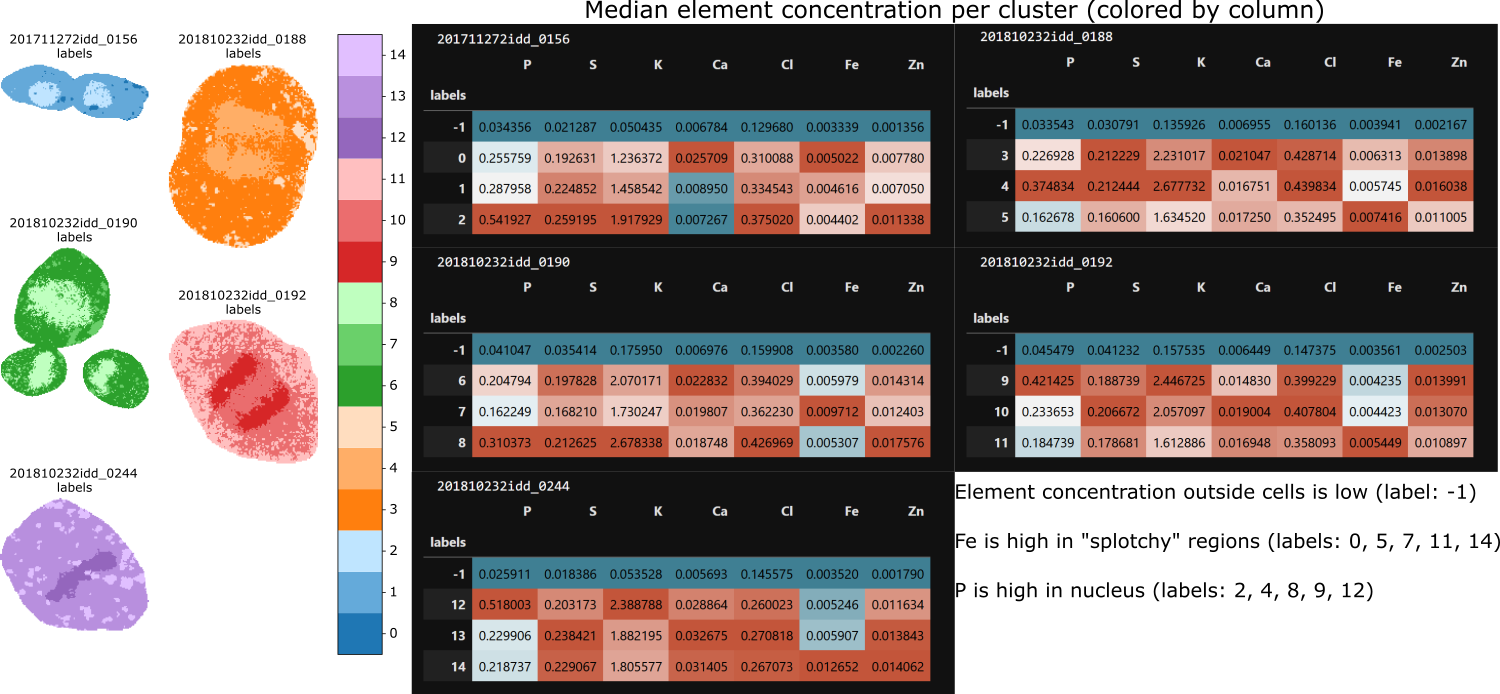 Median element concentration per cluster (colored by column)
201711272idd_0156
labels
201810232idd_0188
labels
201810232idd_0190
labels
201810232idd_0192
labels
201810232idd_0244
labels
14
13
12
11
10
9
8
7
6
5
4
3
2
1
0
201711272idd_0156
P S K Ca Cl Fe Zn
labels
-1 0.034356 0.021287 0.050435 0.006784 0.129680 0.003339 0.001356
0 0.255759 0.192631 1.236372 0.025709 0.310088 0.005022 0.007780
1 0.287958 0.224852 1.458542 0.008950 0.334543 0.004616 0.007050
2 0.541927 0.259195 1.917929 0.007267 0.375020 0.004402 0.011338
201810232idd_0188
P S K Ca Cl Fe Zn
labels
-1 0.033543 0.030791 0.135926 0.006955 0.160136 0.003941 0.002167
3 0.226928 0.212229 2.231017 0.021047 0.428714 0.006313 0.013898
4 0.374834 0.212444 2.677732 0.016751 0.439834 0.005745 0.016038
5 0.162678 0.160600 1.634520 0.017250 0.352495 0.007416 0.011005
201810232idd_0190
P S K Ca Cl Fe Zn
labels
-1 0.041047 0.035414 0.175950 0.006976 0.159908 0.003580 0.002260
6 0.204794 0.197828 2.070171 0.022832 0.394029 0.005979 0.014314
7 0.162249 0.168210 1.730247 0.019807 0.362230 0.009712 0.012403
8 0.310373 0.212625 2.678338 0.018748 0.426969 0.005307 0.017576
201810232idd_0192
P S K Ca Cl Fe Zn
labels
-1 0.045479 0.041232 0.157535 0.006449 0.147375 0.003561 0.002503
9 0.421425 0.188739 2.446725 0.014830 0.399229 0.004235 0.013991
10 0.233653 0.206672 2.057097 0.019004 0.407804 0.004423 0.013070
11 0.184739 0.178681 1.612886 0.016948 0.358093 0.005449 0.010897
201810232idd_0244
P S K Ca Cl Fe Zn
labels
-1 0.025911 0.018386 0.053528 0.005693 0.145575 0.003520 0.001790
12 0.518003 0.203173 2.388788 0.028864 0.260023 0.005246 0.011634
13 0.229906 0.238421 1.882195 0.032675 0.270818 0.005907 0.013843
14 0.218737 0.229067 1.805577 0.031405 0.267073 0.012652 0.014062
Element concentration outside cells is low (label: -1)
Fe is high in "splotchy" regions (labels: 0, 5, 7, 11, 14)
P is high in nucleus (labels: 2, 4, 8, 9, 12)